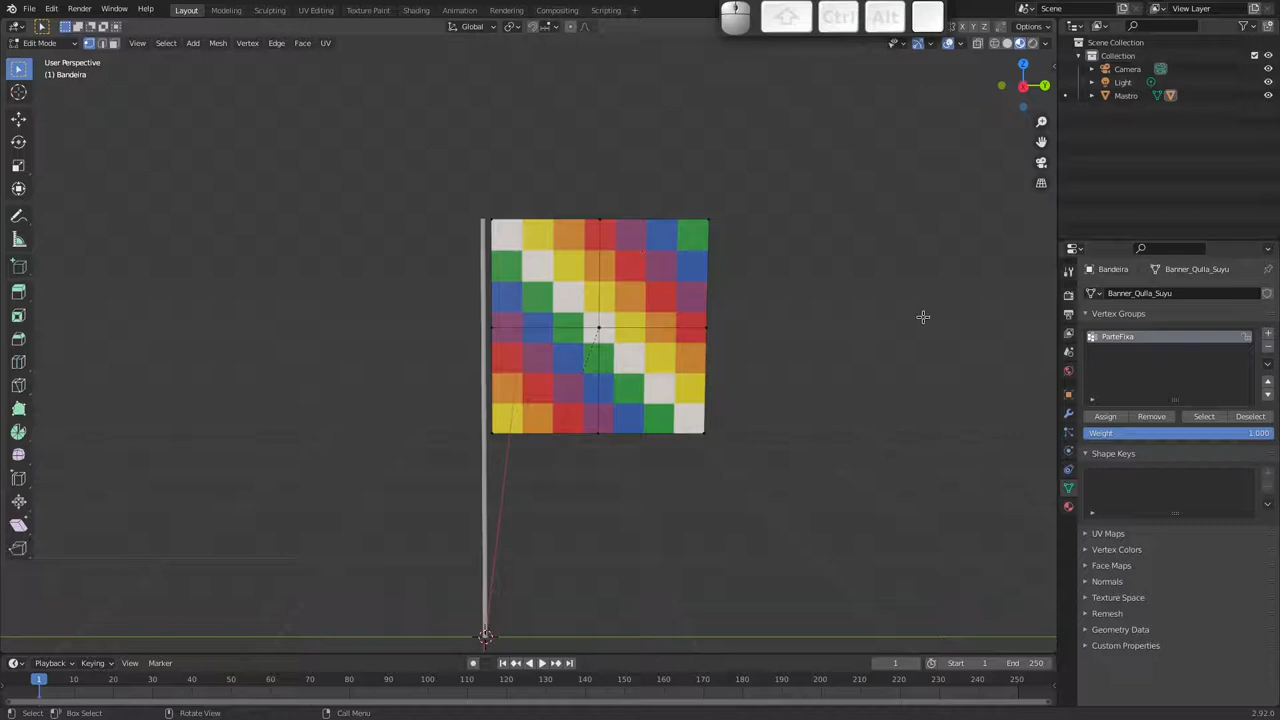 File Edit Render Window Help
Layout Modeling Sculpting UV Editing Texture Paint Shading Animation Rendering Compositing Scripting
Ctrl Alt
Scene
View Layer
Global
Options
Edit Mode
View Select Add Mesh Vertex Edge Face UV
User Perspective
(1) Bandeira
Z
Y
X
Scene Collection
Collection
Camera
Light
Mastro
Bandeira
Banner_Qulla_Suyu
Banner_Qulla_Suyu
Vertex Groups
ParteFixa
Assign Remove Select Deselect
Weight 1.000
Shape Keys
UV Maps
Vertex Colors
Face Maps
Normals
Texture Space
Remesh
Geometry Data
Custom Properties
Playback Keying View Marker
1
Start 1
End 250
1 10 20 30 40 50 60 70 80 90 100 110 120 130 140 150 160 170 180 190 200 210 220 230 240 250
Select Box Select Rotate View Call Menu
2.92.0